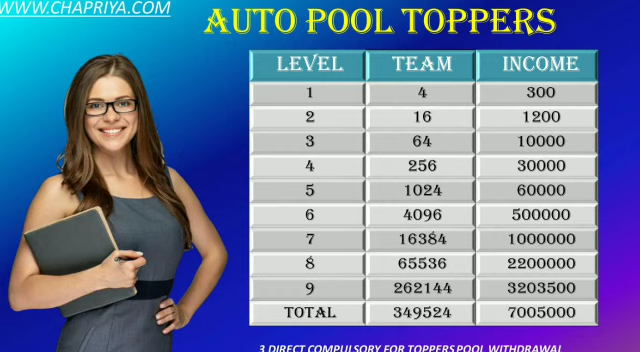 WWW.CHAPRIYA.COM
AUTO POOL TOPPERS
LEVEL TEAM INCOME
1 4 300
2 16 1200
3 64 10000
4 256 30000
5 1024 60000
6 4096 500000
7 16384 1000000
8 65536 2200000
9 262144 3203500
TOTAL 349524 7005000
3 DIRECT COMPULSORY FOR TOPPERS POOL WITHDRAWAL